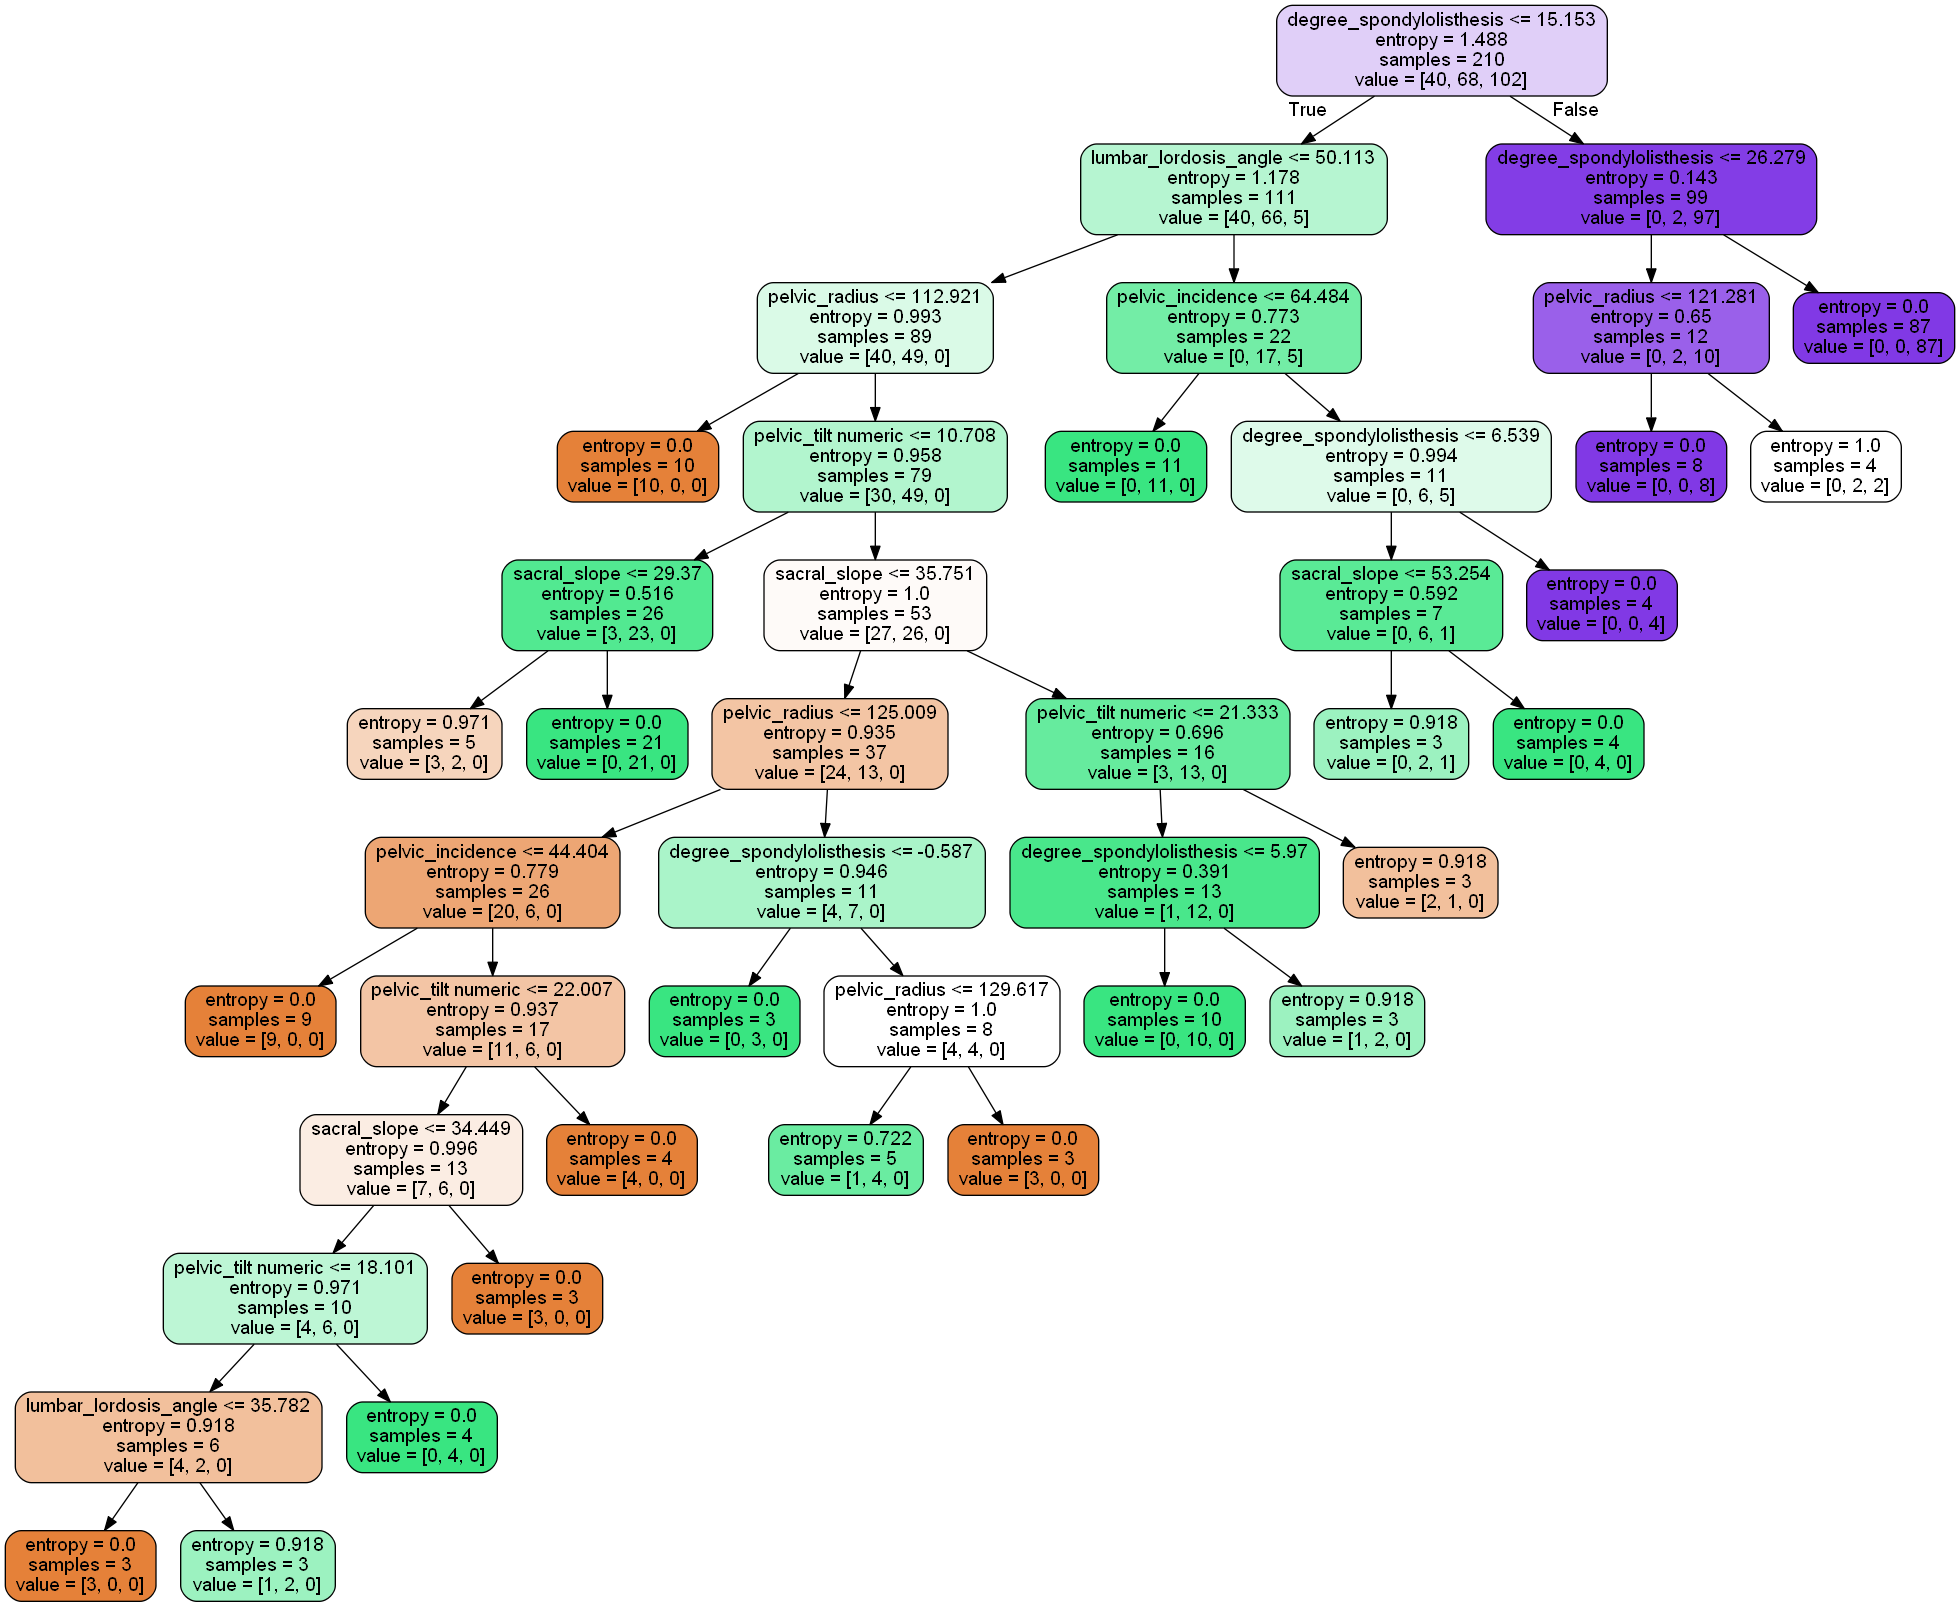 degree_spondylolisthesis <= 15.153
entropy = 1.488
samples = 210
value = [40, 68, 102]
True
False
lumbar_lordosis_angle <= 50.113
entropy = 1.178
samples = 111
value = [40, 66, 5]
degree_spondylolisthesis <= 26.279
entropy = 0.143
samples = 99
value = [0, 2, 97]
pelvic_radius <= 112.921
entropy = 0.993
samples = 89
value = [40, 49, 0]
pelvic_incidence <= 64.484
entropy = 0.773
samples = 22
value = [0, 17, 5]
pelvic_radius <= 121.281
entropy = 0.65
samples = 12
value = [0, 2, 10]
entropy = 0.0
samples = 87
value = [0, 0, 87]
entropy = 0.0
samples = 10
value = [10, 0, 0]
pelvic_tilt numeric <= 10.708
entropy = 0.958
samples = 79
value = [30, 49, 0]
entropy = 0.0
samples = 11
value = [0, 11, 0]
degree_spondylolisthesis <= 6.539
entropy = 0.994
samples = 11
value = [0, 6, 5]
entropy = 0.0
samples = 8
value = [0, 0, 8]
entropy = 1.0
samples = 4
value = [0, 2, 2]
sacral_slope <= 29.37
entropy = 0.516
samples = 26
value = [3, 23, 0]
sacral_slope <= 35.751
entropy = 1.0
samples = 53
value = [27, 26, 0]
sacral_slope <= 53.254
entropy = 0.592
samples = 7
value = [0, 6, 1]
entropy = 0.0
samples = 4
value = [0, 0, 4]
entropy = 0.971
samples = 5
value = [3, 2, 0]
entropy = 0.0
samples = 21
value = [0, 21, 0]
pelvic_radius <= 125.009
entropy = 0.935
samples = 37
value = [24, 13, 0]
pelvic_tilt numeric <= 21.333
entropy = 0.696
samples = 16
value = [3, 13, 0]
entropy = 0.918
samples = 3
value = [0, 2, 1]
entropy = 0.0
samples = 4
value = [0, 4, 0]
pelvic_incidence <= 44.404
entropy = 0.779
samples = 26
value = [20, 6, 0]
degree_spondylolisthesis <= -0.587
entropy = 0.946
samples = 11
value = [4, 7, 0]
degree_spondylolisthesis <= 5.97
entropy = 0.391
samples = 13
value = [1, 12, 0]
entropy = 0.918
samples = 3
value = [2, 1, 0]
entropy = 0.0
samples = 9
value = [9, 0, 0]
pelvic_tilt numeric <= 22.007
entropy = 0.937
samples = 17
value = [11, 6, 0]
entropy = 0.0
samples = 3
value = [0, 3, 0]
pelvic_radius <= 129.617
entropy = 1.0
samples = 8
value = [4, 4, 0]
entropy = 0.0
samples = 10
value = [0, 10, 0]
entropy = 0.918
samples = 3
value = [1, 2, 0]
sacral_slope <= 34.449
entropy = 0.996
samples = 13
value = [7, 6, 0]
entropy = 0.0
samples = 4
value = [4, 0, 0]
entropy = 0.722
samples = 5
value = [1, 4, 0]
entropy = 0.0
samples = 3
value = [3, 0, 0]
pelvic_tilt numeric <= 18.101
entropy = 0.971
samples = 10
value = [4, 6, 0]
entropy = 0.0
samples = 3
value = [3, 0, 0]
lumbar_lordosis_angle <= 35.782
entropy = 0.918
samples = 6
value = [4, 2, 0]
entropy = 0.0
samples = 4
value = [0, 4, 0]
entropy = 0.0
samples = 3
value = [3, 0, 0]
entropy = 0.918
samples = 3
value = [1, 2, 0]